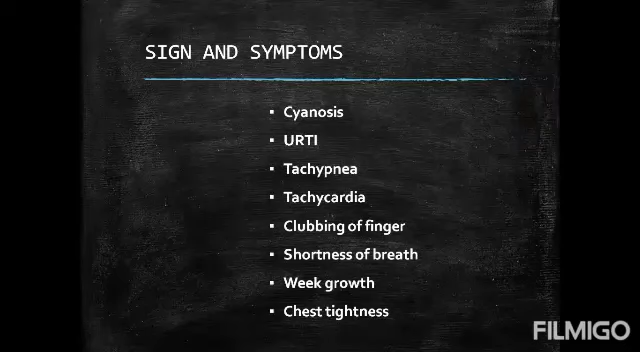 SIGN AND SYMPTOMS
▪ Cyanosis
▪ URTI
▪ Tachypnea
▪ Tachycardia
▪ Clubbing of finger
▪ Shortness of breath
▪ Week growth
▪ Chest tightness
FILMIGO